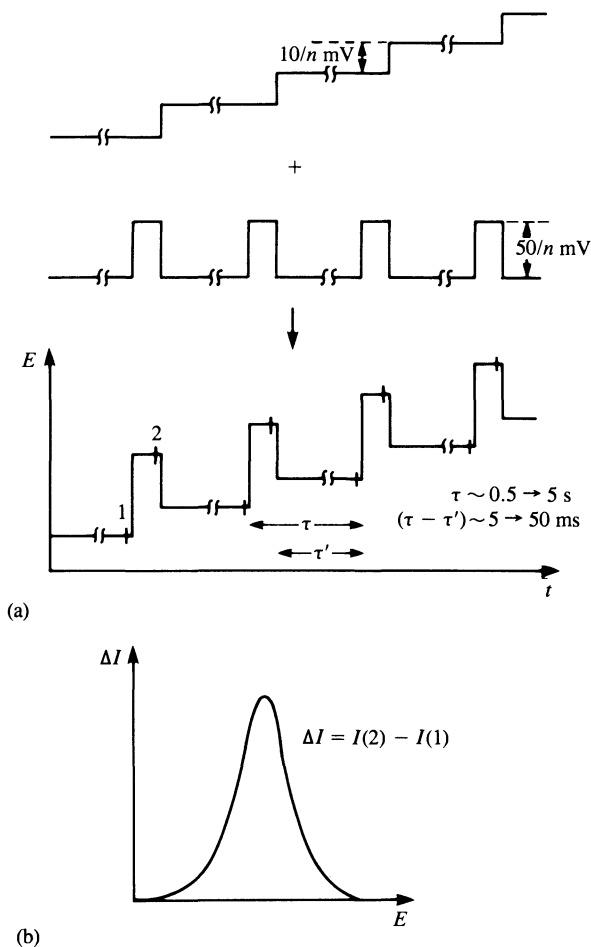 10/n mV
+
50/n mV
E
2
1
τ ~ 0.5 → 5 s
(τ − τ′) ~ 5 → 50 ms
τ
τ′
t
(a)
ΔI
ΔI = I(2) − I(1)
E
(b)